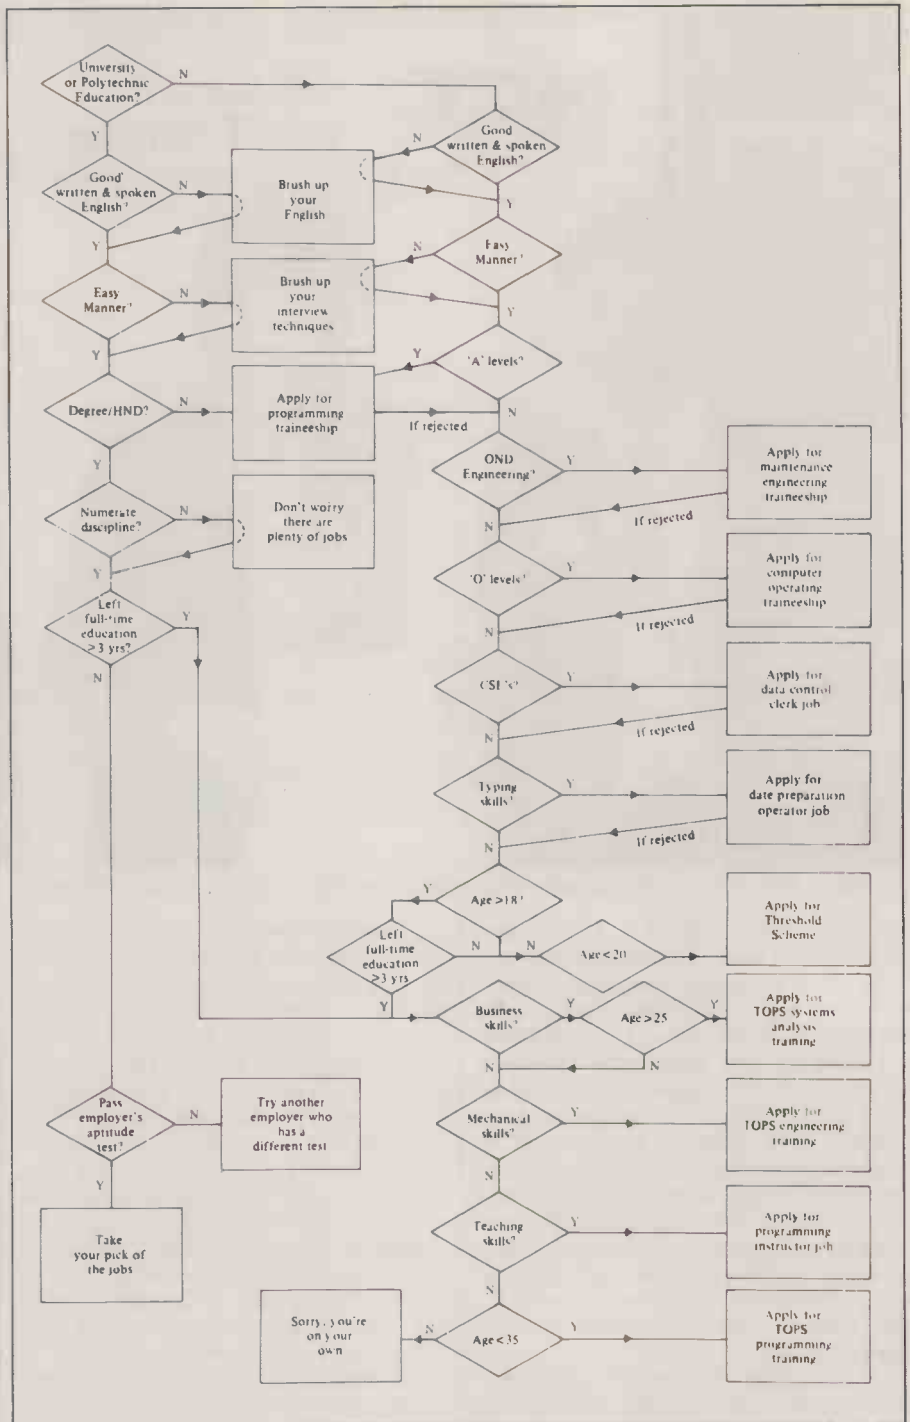 University
or Polytechnic
Education?
N
Y
Good
written & spoken
English?
N
Y
Good
written & spoken
English?
N
Y
Brush up
your
English
Easy
Manner?
N
Y
Easy
Manner?
N
Y
Brush up
your
interview
techniques
'A' levels?
Y
N
Degree/HND?
N
Y
Apply for
programming
traineeship
If rejected
OND
Engineering?
Y
N
Apply for
maintenance
engineering
traineeship
If rejected
Numerate
discipline?
N
Y
Don't worry
there are
plenty of jobs
'O' levels?
Y
N
Apply for
computer
operating
traineeship
If rejected
Left
full-time
education
>3 yrs?
Y
N
CSE's?
Y
N
Apply for
data control
clerk job
If rejected
Typing
skills?
Y
N
Apply for
date preparation
operator job
If rejected
Age >18?
Y
Left
full-time
education
>3 yrs
N
Y
N
Age <20
Apply for
Threshold
Scheme
Business
skills?
Y
N
Age >25
Y
N
Apply for
TOPS systems
analysis
training
Pass
employer's
aptitude
test?
N
Y
Try another
employer who
has a
different test
Mechanical
skills?
Y
N
Apply for
TOPS engineering
training
Take
your pick of
the jobs
Teaching
skills?
Y
N
Apply for
programming
instructor job
Sorry, you're
on your
own
N
Age <35
Y
Apply for
TOPS
programming
training